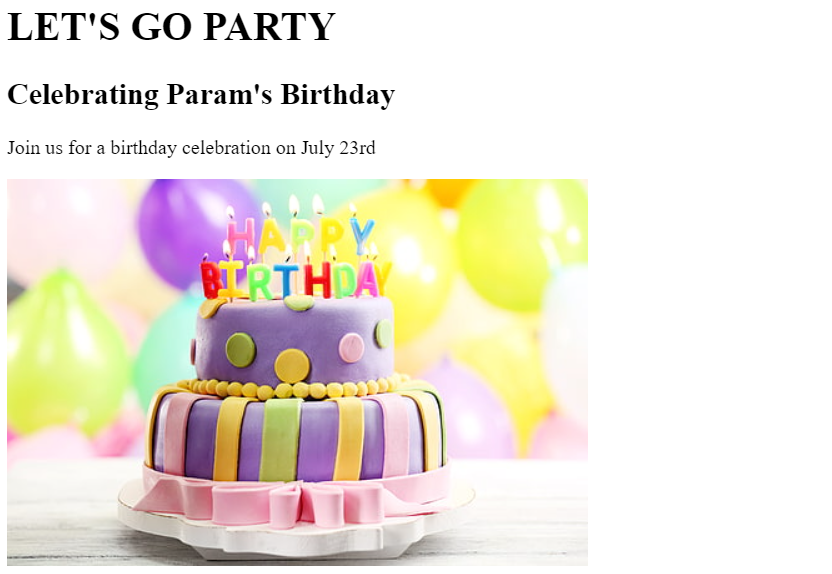 LET'S GO PARTY
Celebrating Param's Birthday
Join us for a birthday celebration on July 23rd
HAPPY
BIRTHDAY